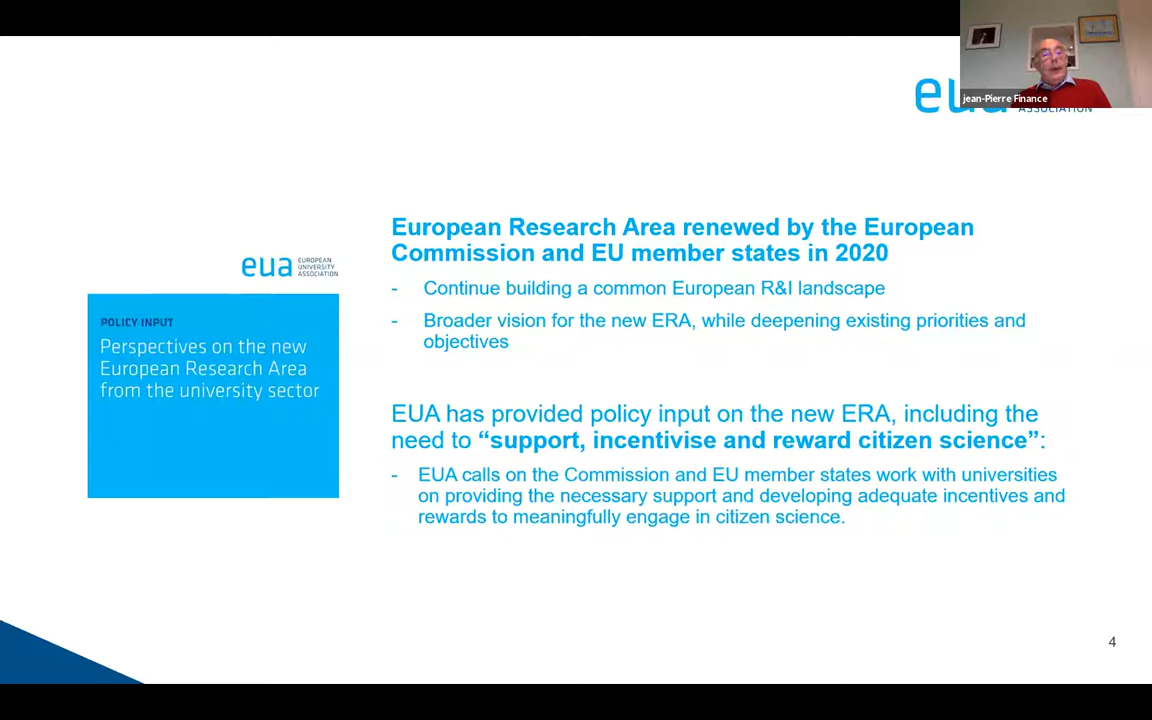 jean-Pierre Finance
eua
ASSOCIATION
European Research Area renewed by the European
Commission and EU member states in 2020
- Continue building a common European R&I landscape
- Broader vision for the new ERA, while deepening existing priorities and
objectives
eua EUROPEAN
UNIVERSITY
ASSOCIATION
POLICY INPUT
Perspectives on the new
European Research Area
from the university sector
EUA has provided policy input on the new ERA, including the
need to “support, incentivise and reward citizen science”:
- EUA calls on the Commission and EU member states work with universities
on providing the necessary support and developing adequate incentives and
rewards to meaningfully engage in citizen science.
4